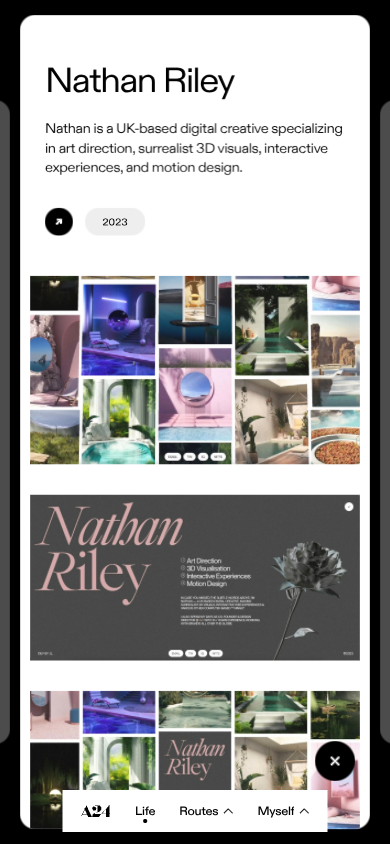 Nathan Riley
Nathan is a UK-based digital creative specializing
in art direction, surrealist 3D visuals, interactive
experiences, and motion design.
2023
Nathan
Riley
Art Direction
3D Visualisation
Interactive Experiences
Motion Design
Nathan
Riley
A24
Life
Routes
Myself